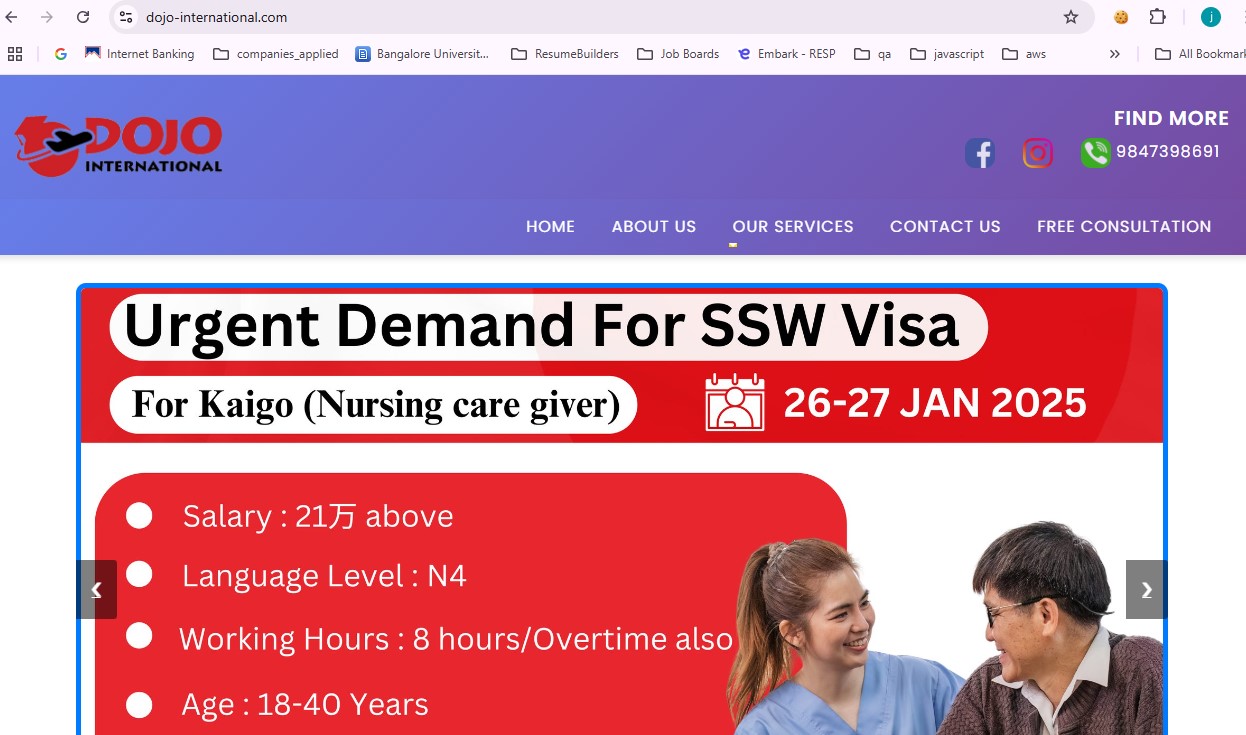 dojo-international.com
Internet Banking
companies_applied
Bangalore Universit...
ResumeBuilders
Job Boards
Embark - RESP
qa
javascript
aws
All Bookmark
DOJO
INTERNATIONAL
FIND MORE
9847398691
HOME
ABOUT US
OUR SERVICES
CONTACT US
FREE CONSULTATION
Urgent Demand For SSW Visa
For Kaigo (Nursing care giver)
26-27 JAN 2025
Salary : 21万 above
Language Level : N4
Working Hours : 8 hours/Overtime also
Age : 18-40 Years